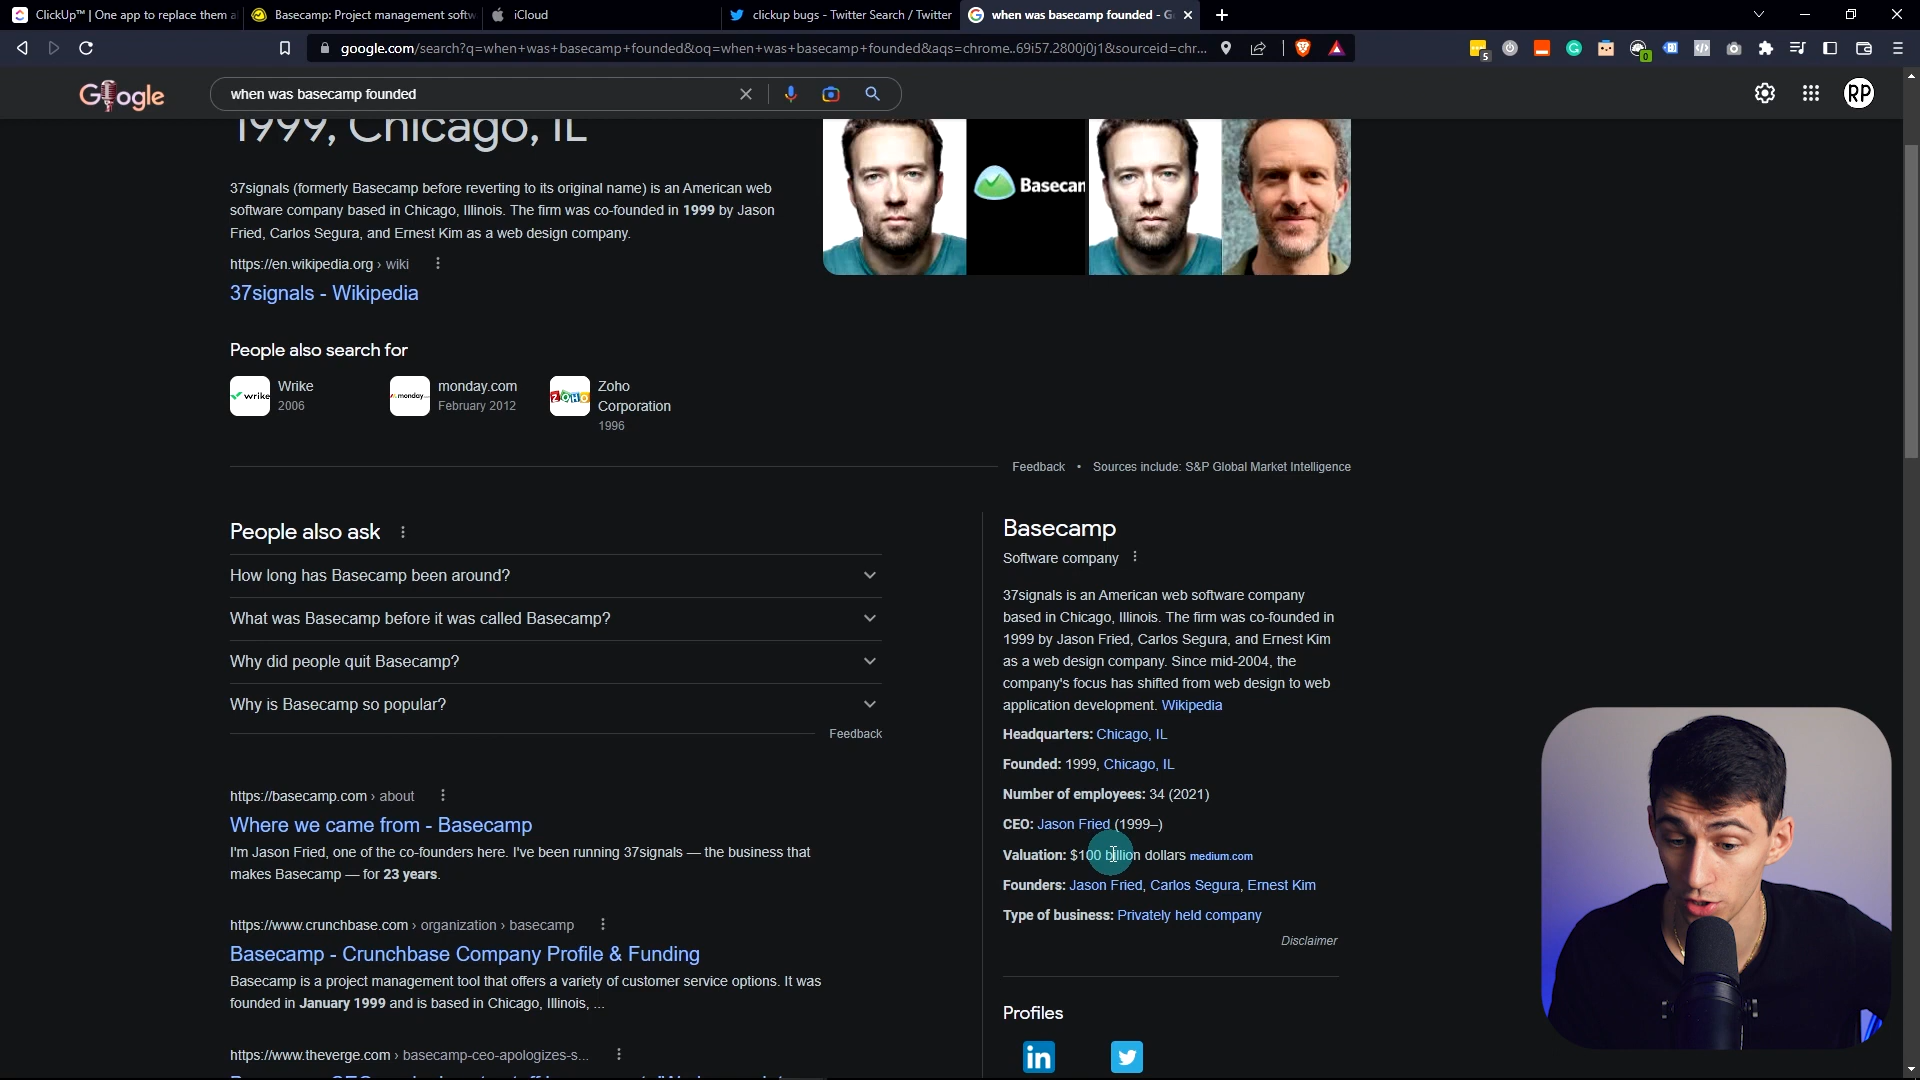 ClickUp™ | One app to replace them a
Basecamp: Project management softw
iCloud
clickup bugs - Twitter Search / Twitter
when was basecamp founded - G
google.com/search?q=when+was+basecamp+founded&oq=when+was+basecamp+founded&aqs=chrome..69i57.2800j0j1&sourceid=chr...
5
0
Google
when was basecamp founded
RP
1999, Chicago, IL
37signals (formerly Basecamp before reverting to its original name) is an American web
software company based in Chicago, Illinois. The firm was co-founded in 1999 by Jason
Fried, Carlos Segura, and Ernest Kim as a web design company.
https://en.wikipedia.org › wiki
37signals - Wikipedia
Basecam
People also search for
wrike
Wrike
2006
monday
monday.com
February 2012
ZOHO
Zoho
Corporation
1996
Feedback • Sources include: S&P Global Market Intelligence
People also ask
How long has Basecamp been around?
What was Basecamp before it was called Basecamp?
Why did people quit Basecamp?
Why is Basecamp so popular?
Feedback
https://basecamp.com › about
Where we came from - Basecamp
I'm Jason Fried, one of the co-founders here. I've been running 37signals — the business that
makes Basecamp — for 23 years.
https://www.crunchbase.com › organization › basecamp
Basecamp - Crunchbase Company Profile & Funding
Basecamp is a project management tool that offers a variety of customer service options. It was
founded in January 1999 and is based in Chicago, Illinois, ...
https://www.theverge.com › basecamp-ceo-apologizes-s...
Basecamp
Software company
37signals is an American web software company
based in Chicago, Illinois. The firm was co-founded in
1999 by Jason Fried, Carlos Segura, and Ernest Kim
as a web design company. Since mid-2004, the
company's focus has shifted from web design to web
application development. Wikipedia
Headquarters: Chicago, IL
Founded: 1999, Chicago, IL
Number of employees: 34 (2021)
CEO: Jason Fried (1999–)
Valuation: $100 billion dollars medium.com
Founders: Jason Fried, Carlos Segura, Ernest Kim
Type of business: Privately held company
Disclaimer
Profiles
in